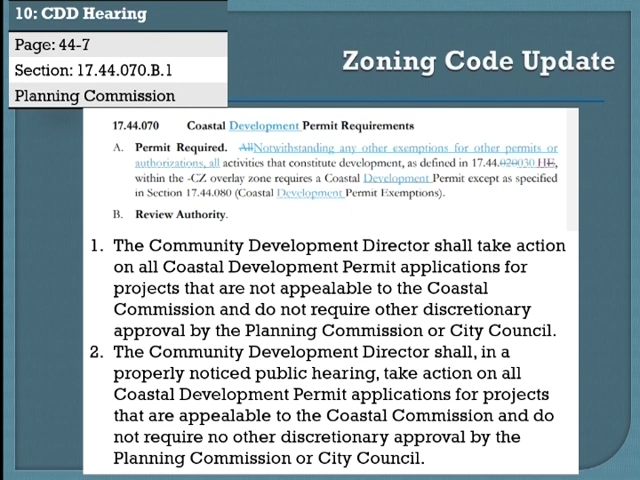 10: CDD Hearing
Page: 44-7
Section: 17.44.070.B.1
Planning Commission
Zoning Code Update
17.44.070 Coastal Development Permit Requirements
A. Permit Required. AllNotwithstanding any other exemptions for other permits or
authorizations, all activities that constitute development, as defined in 17.44.020030 HE,
within the -CZ overlay zone requires a Coastal Development Permit except as specified
in Section 17.44.080 (Coastal Development Permit Exemptions).
B. Review Authority.
1. The Community Development Director shall take action
on all Coastal Development Permit applications for
projects that are not appealable to the Coastal
Commission and do not require other discretionary
approval by the Planning Commission or City Council.
2. The Community Development Director shall, in a
properly noticed public hearing, take action on all
Coastal Development Permit applications for projects
that are appealable to the Coastal Commission and do
not require no other discretionary approval by the
Planning Commission or City Council.